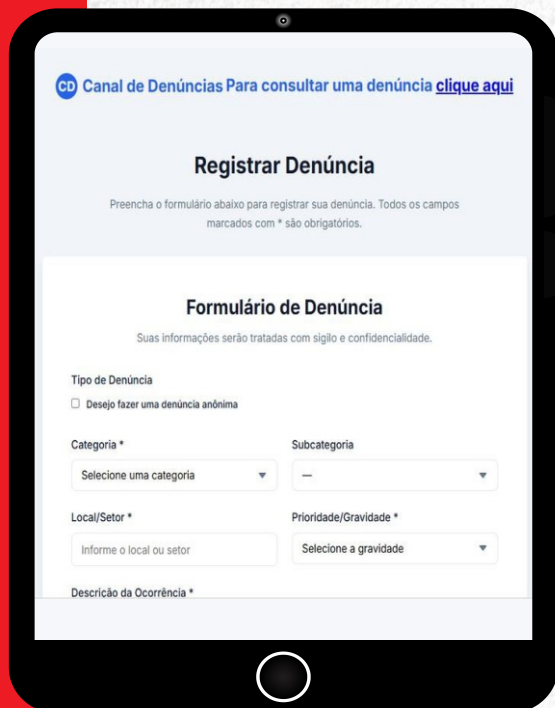 CD Canal de Denúncias Para consultar uma denúncia clique aqui
Registrar Denúncia
Preencha o formulário abaixo para registrar sua denúncia. Todos os campos
marcados com * são obrigatórios.
Formulário de Denúncia
Suas informações serão tratadas com sigilo e confidencialidade.
Tipo de Denúncia
Desejo fazer uma denúncia anônima
Categoria * Subcategoria
Selecione uma categoria —
Local/Setor * Prioridade/Gravidade *
Informe o local ou setor Selecione a gravidade
Descrição da Ocorrência *